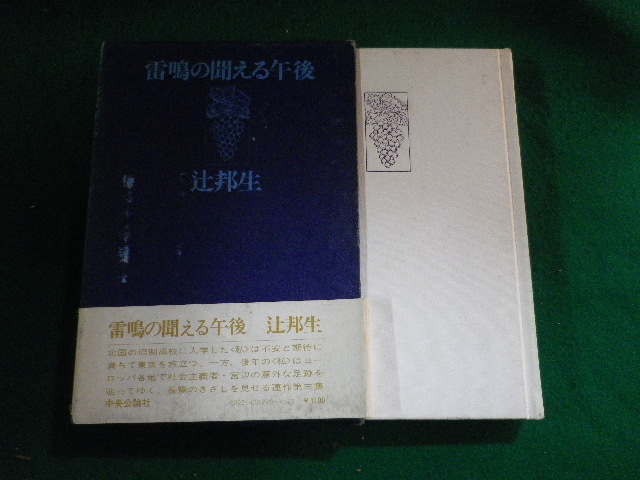 雷鳴の聞える午後
辻邦生
雷鳴の聞える午後 辻邦生
北国の旧制高校に入学した〈私〉は不安と期待に
満ちて東京を旅立つ。一方、後年の〈私〉はヨー
ロッパ各地で社会主義者・宮辺の意外な足跡を
辿ってゆく。長篇のきざしを見せる連作第三集
中央公論社
¥1100